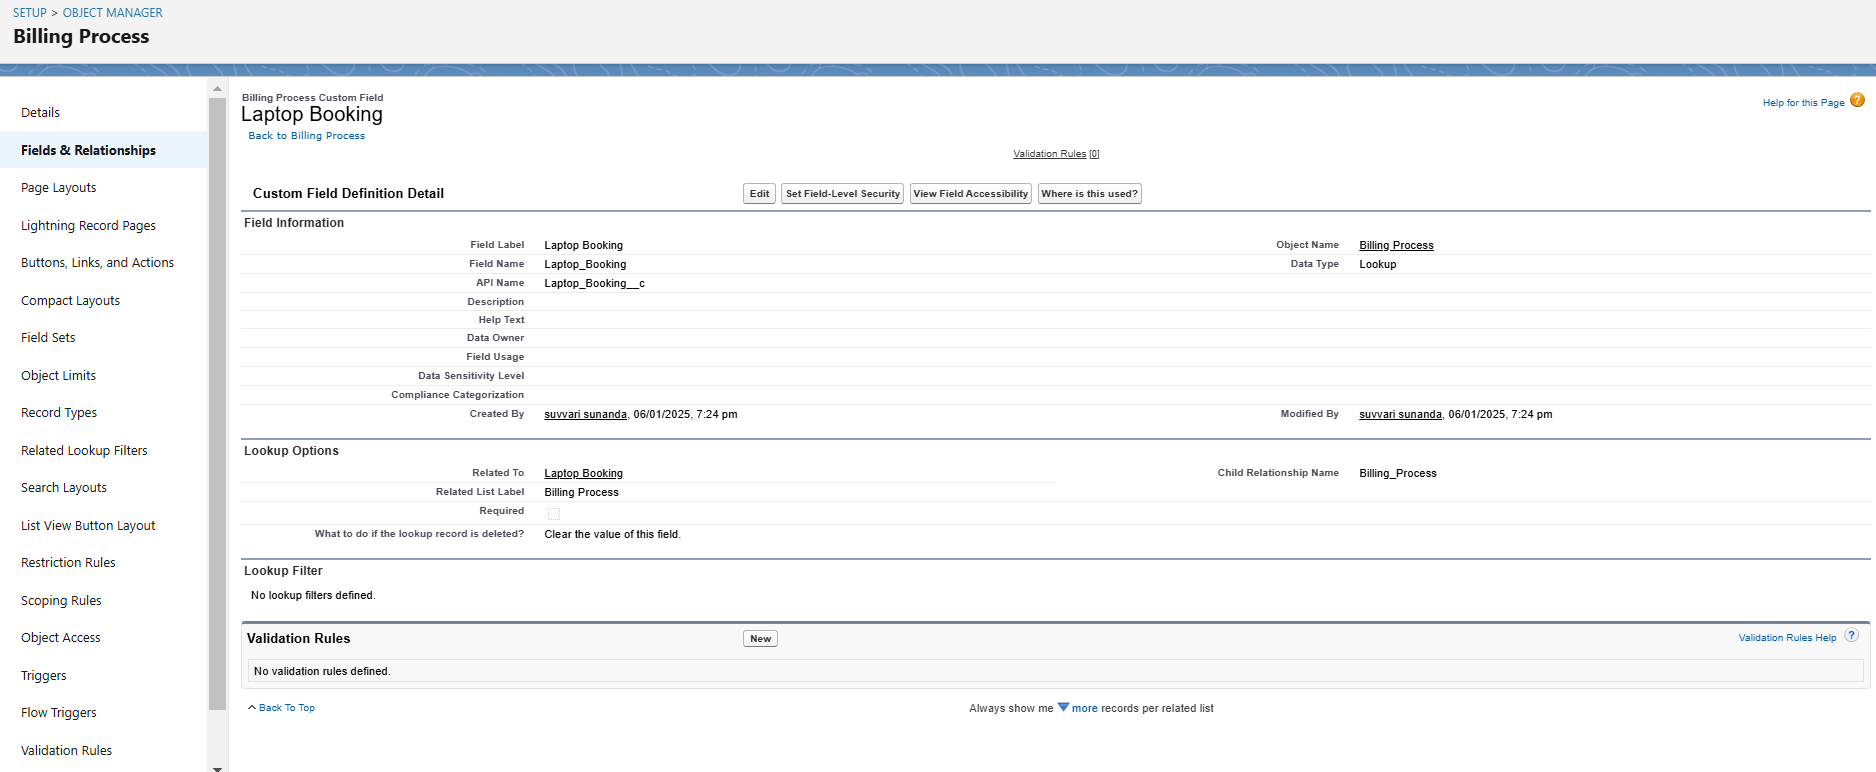 SETUP > OBJECT MANAGER
Billing Process
Details
Fields & Relationships
Page Layouts
Lightning Record Pages
Buttons, Links, and Actions
Compact Layouts
Field Sets
Object Limits
Record Types
Related Lookup Filters
Search Layouts
List View Button Layout
Restriction Rules
Scoping Rules
Object Access
Triggers
Flow Triggers
Validation Rules
Billing Process Custom Field
Laptop Booking
Back to Billing Process
Help for this Page ?
Validation Rules [0]
Custom Field Definition Detail Edit Set Field-Level Security View Field Accessibility Where is this used?
Field Information
Field Label Laptop Booking Object Name Billing Process
Field Name Laptop_Booking Data Type Lookup
API Name Laptop_Booking__c
Description
Help Text
Data Owner
Field Usage
Data Sensitivity Level
Compliance Categorization
Created By suvvari sunanda, 06/01/2025, 7:24 pm Modified By suvvari sunanda, 06/01/2025, 7:24 pm
Lookup Options
Related To Laptop Booking Child Relationship Name Billing_Process
Related List Label Billing Process
Required
What to do if the lookup record is deleted? Clear the value of this field.
Lookup Filter
No lookup filters defined.
Validation Rules New Validation Rules Help ?
No validation rules defined.
Back To Top Always show me more records per related list